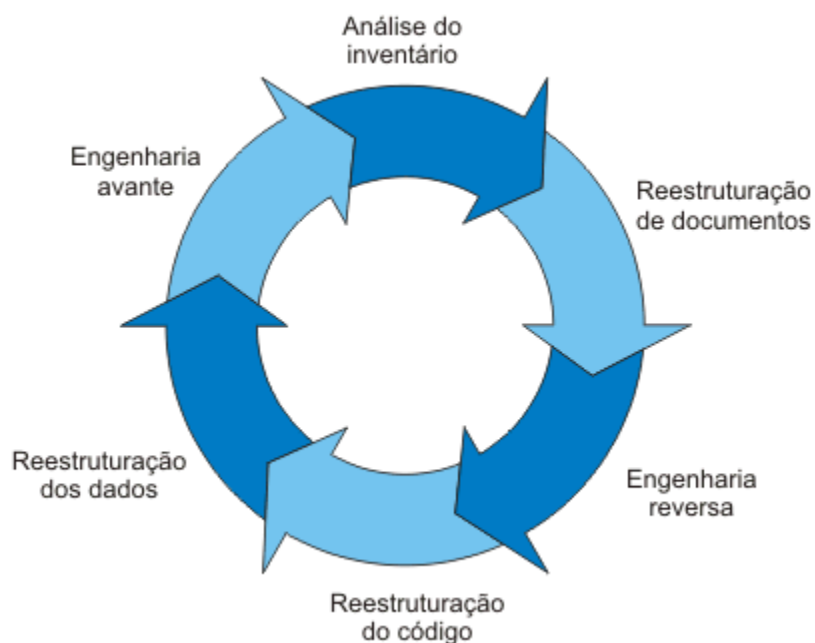 Análise do
inventário
Reestruturação
de documentos
Engenharia
reversa
Reestruturação
do código
Reestruturação
dos dados
Engenharia
avante